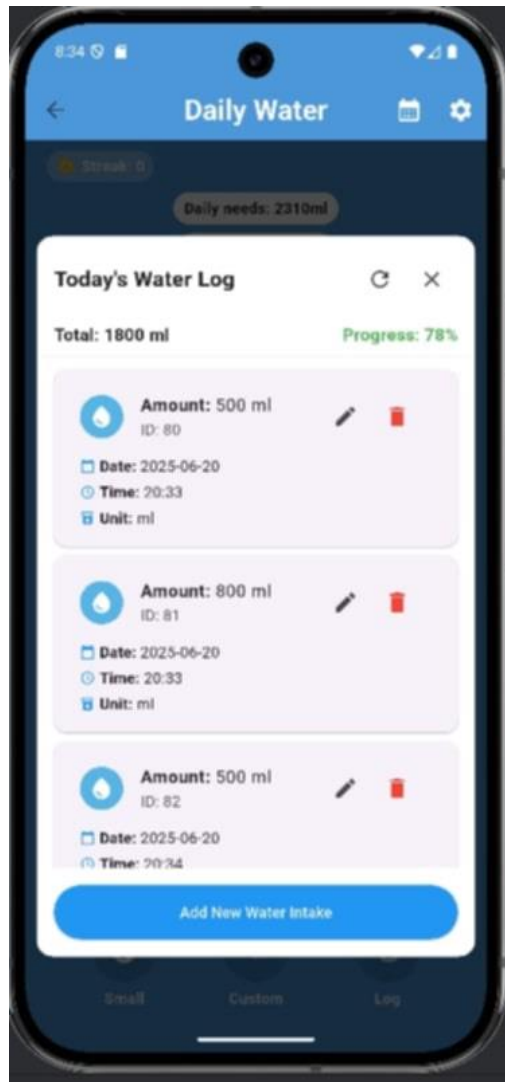 8:34
Daily Water
Streak: 0
Daily needs: 2310ml
Today's Water Log
Total: 1800 ml
Progress: 78%
Amount: 500 ml
ID: 80
Date: 2025-06-20
Time: 20:33
Unit: ml
Amount: 800 ml
ID: 81
Date: 2025-06-20
Time: 20:33
Unit: ml
Amount: 500 ml
ID: 82
Date: 2025-06-20
Time: 20:34
Add New Water Intake
Small
Custom
Log